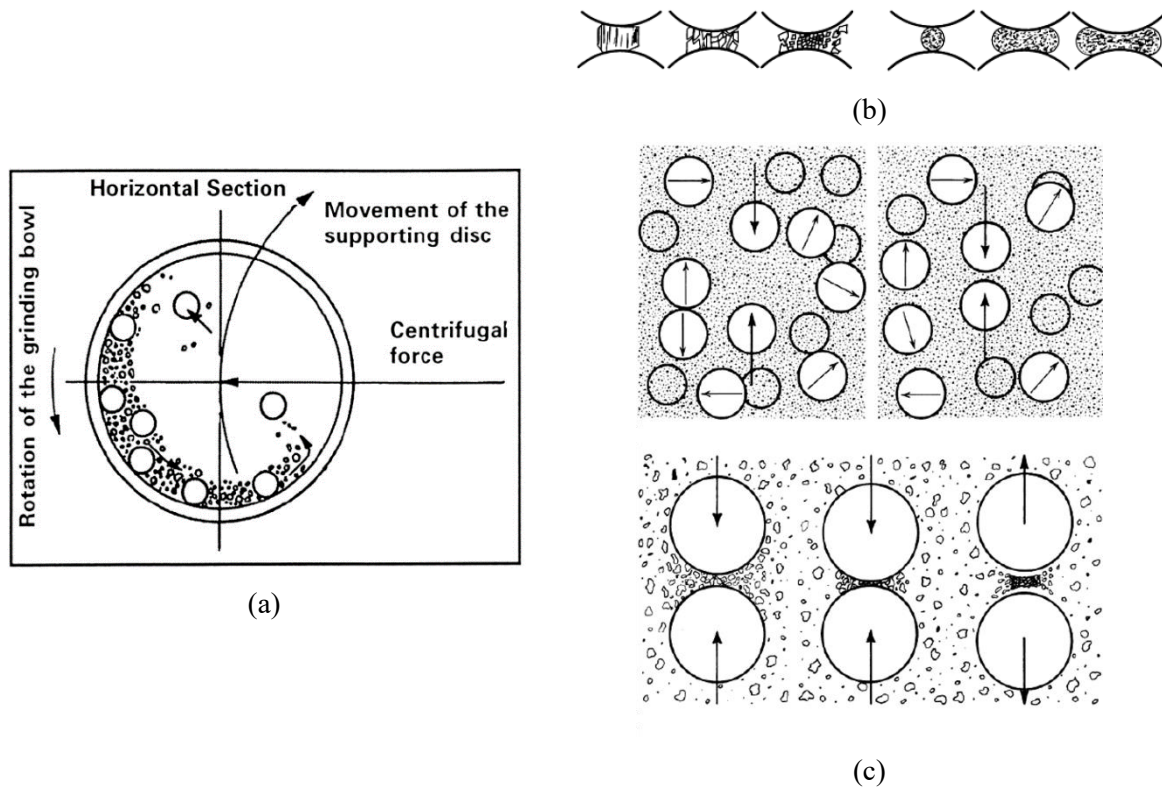 (b)
Horizontal Section
Movement of the
supporting disc
Rotation of the grinding bowl
Centrifugal
force
(a)
(c)